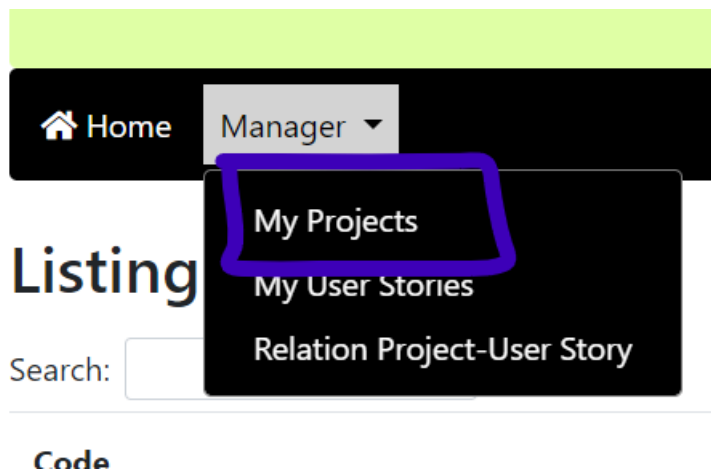 Home Manager
My Projects
Listing
My User Stories
Relation Project-User Story
Search:
Code